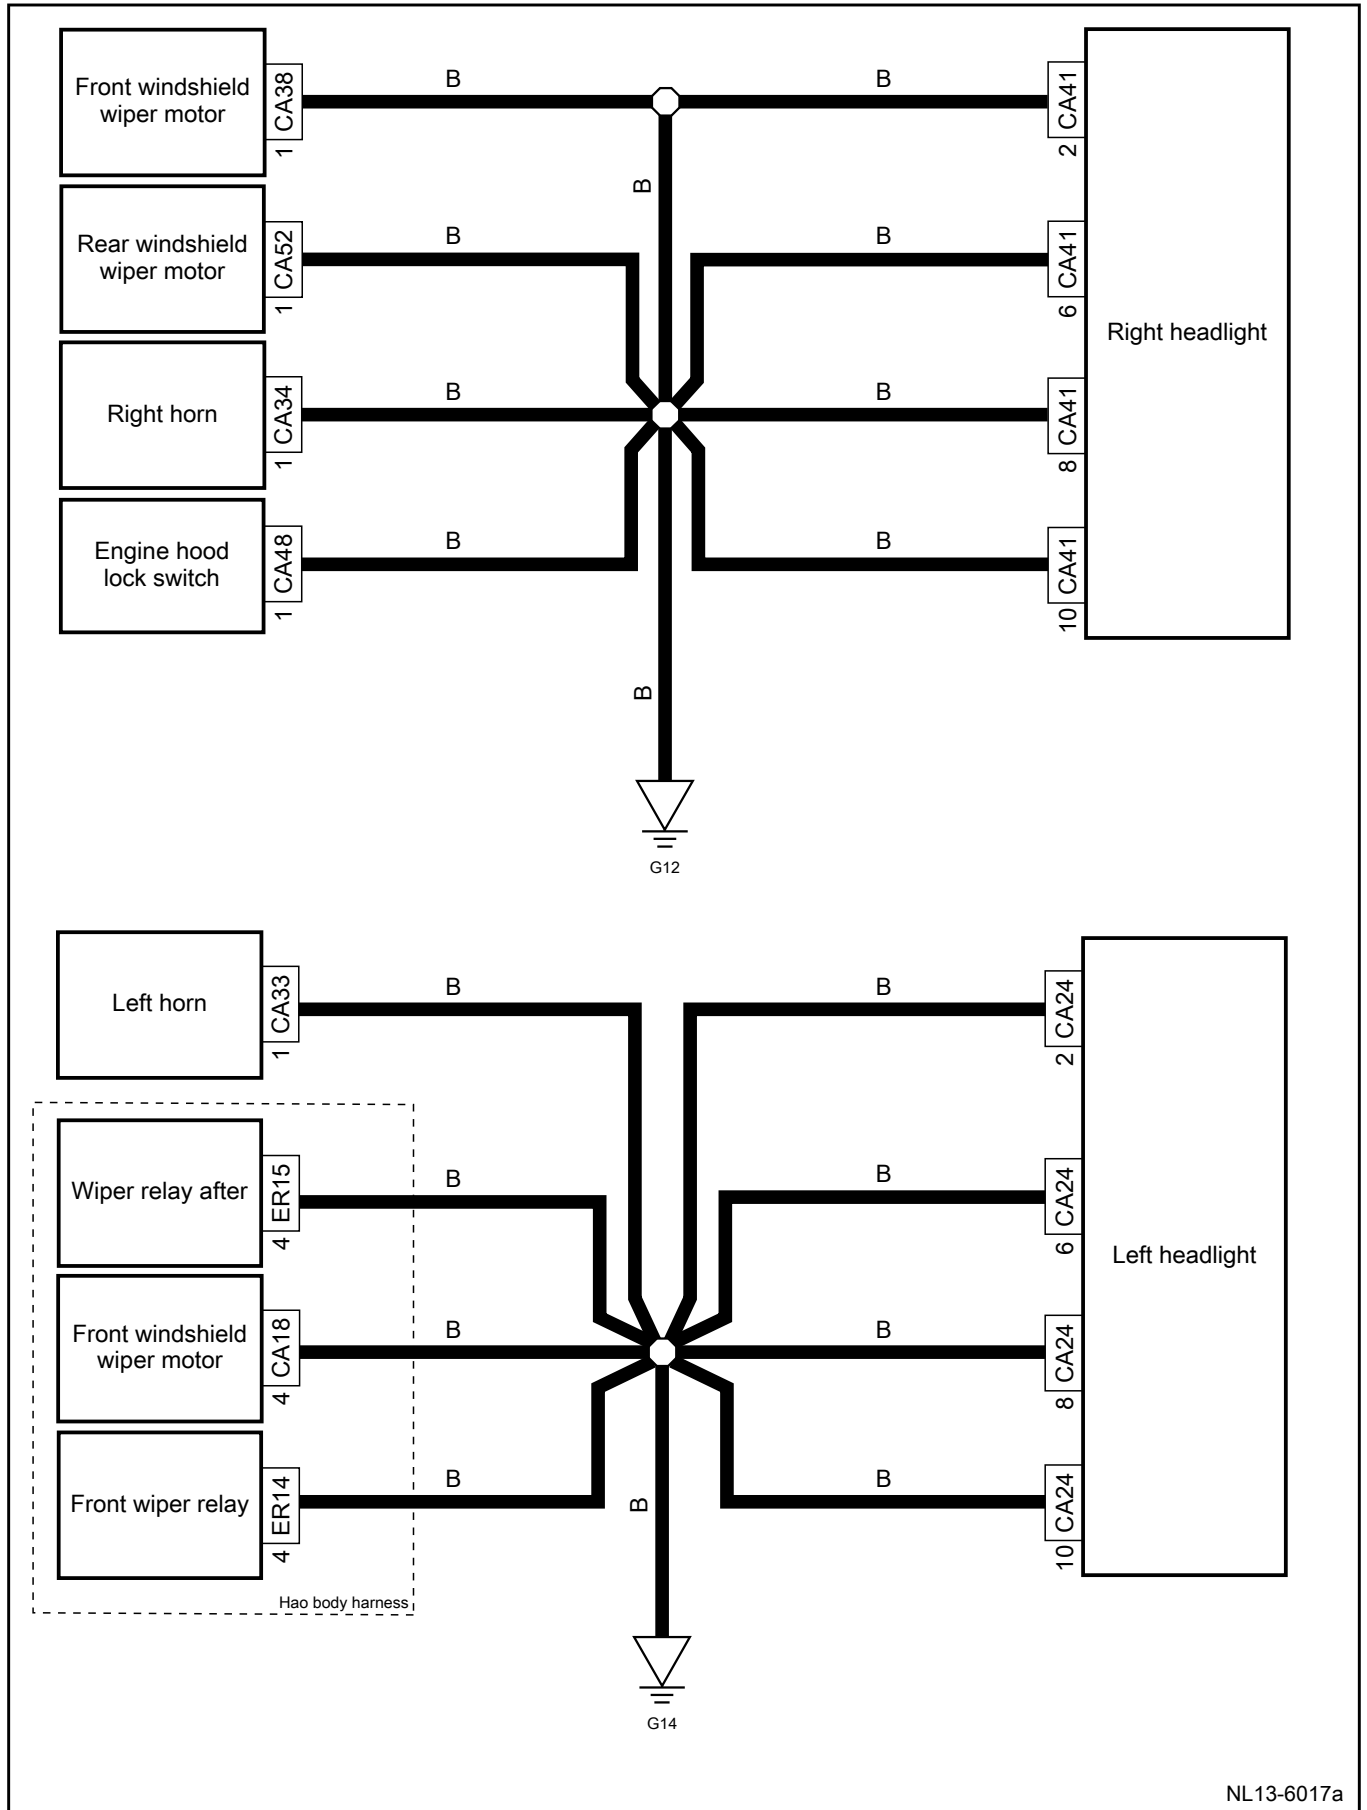 Front windshield
wiper motor
CA38
1
B
B
CA41
2
B
Rear windshield
wiper motor
CA52
1
B
B
CA41
6
Right headlight
Right horn
CA34
1
B
B
CA41
8
Engine hood
lock switch
CA48
1
B
B
CA41
10
B
G12
Left horn
CA33
1
B
B
CA24
2
Wiper relay after
ER15
4
B
B
CA24
6
Left headlight
Front windshield
wiper motor
CA18
4
B
B
CA24
8
Front wiper relay
ER14
4
B
B
B
CA24
10
Hao body harness
G14
NL13-6017a